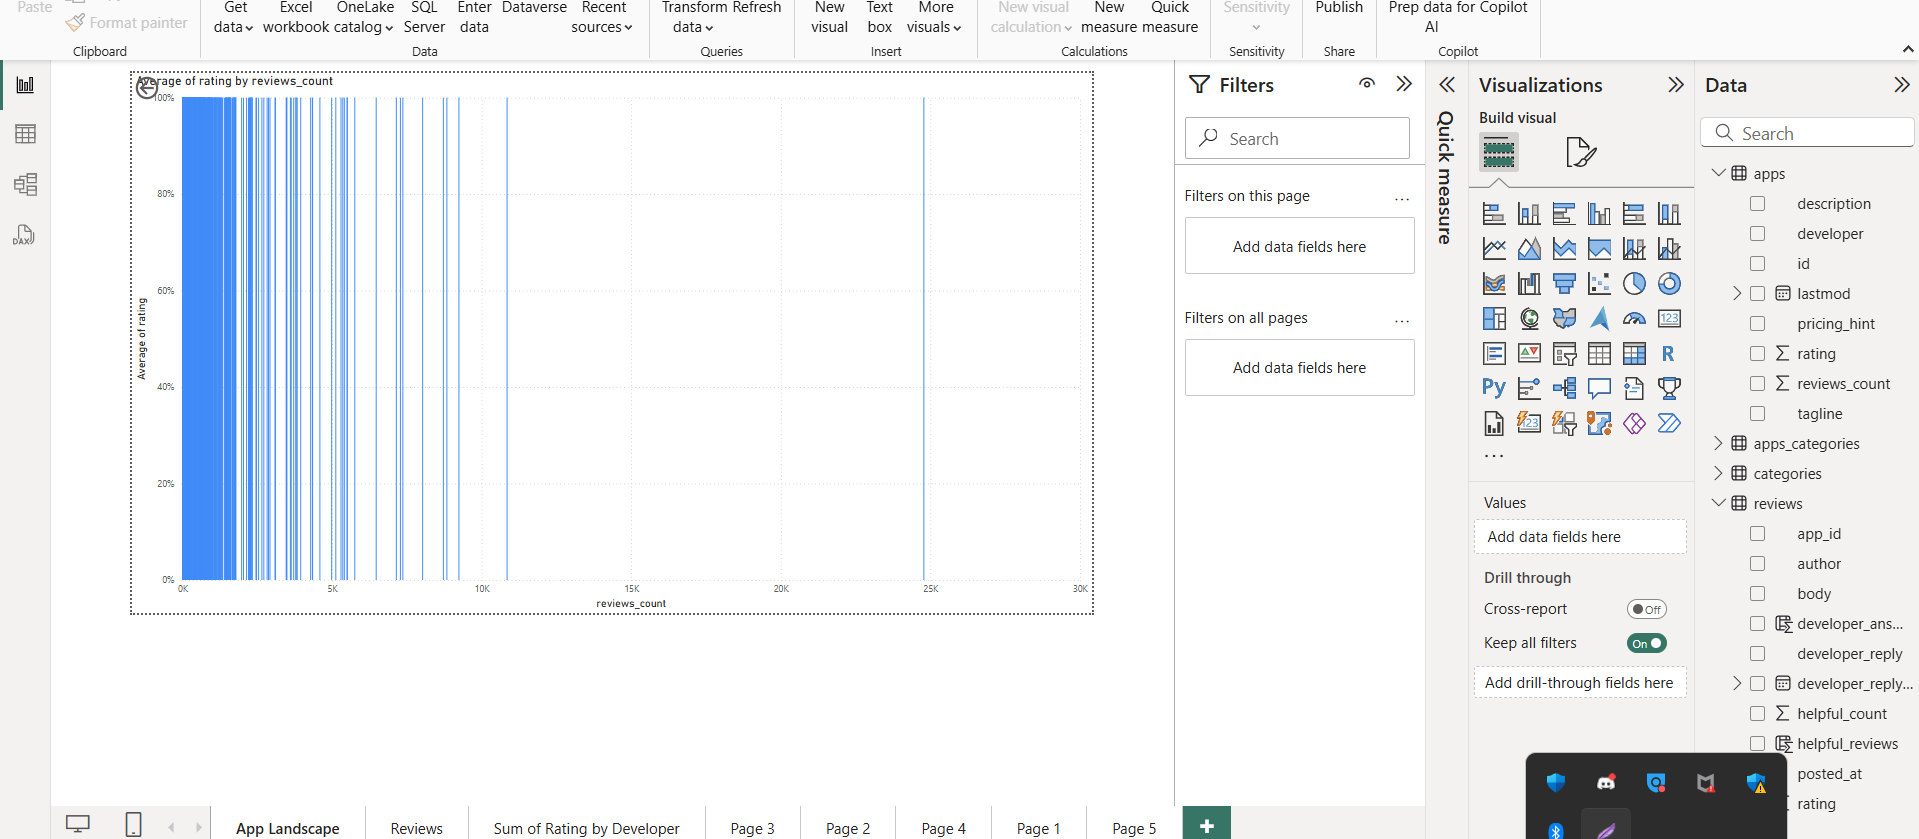 Paste
Format painter
Clipboard
Get data
Excel workbook
OneLake catalog
SQL Server
Enter data
Dataverse
Recent sources
Data
Transform data
Refresh
Queries
New visual
Text box
More visuals
Insert
New visual calculation
New measure
Quick measure
Calculations
Sensitivity
Sensitivity
Publish
Share
Prep data for AI
Copilot
Copilot
Average of rating by reviews_count
100%
80%
60%
40%
20%
0%
Average of rating
0K
5K
10K
15K
20K
25K
30K
reviews_count
Filters
Search
Filters on this page
...
Add data fields here
Filters on all pages
...
Add data fields here
Quick measure
Visualizations
Build visual
123
R
Py
123
...
Values
Add data fields here
Drill through
Cross-report
Off
Keep all filters
On
Add drill-through fields here
Data
Search
apps
description
developer
id
lastmod
pricing_hint
rating
reviews_count
tagline
apps_categories
categories
reviews
app_id
author
body
developer_ans...
developer_reply
developer_reply...
helpful_count
helpful_reviews
posted_at
rating
DAX
App Landscape
Reviews
Sum of Rating by Developer
Page 3
Page 2
Page 4
Page 1
Page 5
+